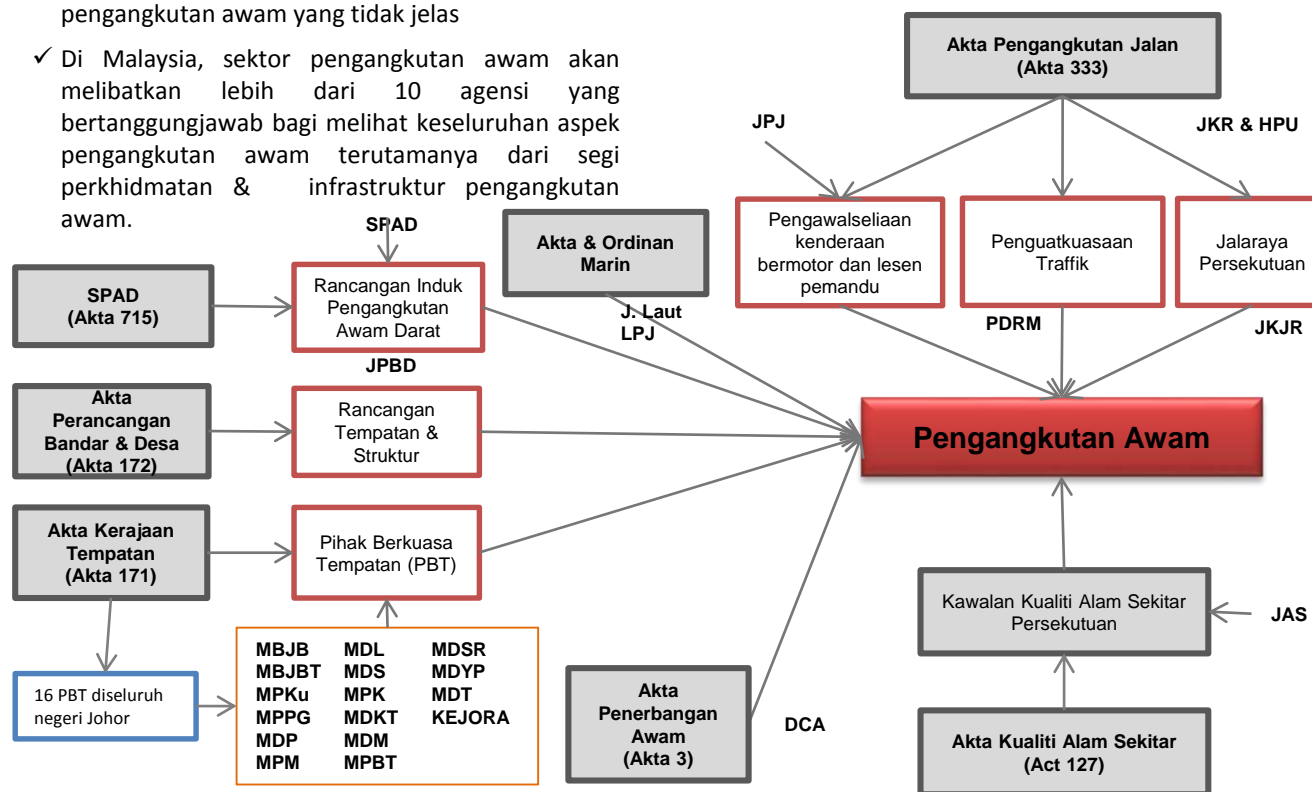 pengangkutan awam yang tidak jelas
✓ Di Malaysia, sektor pengangkutan awam akan
melibatkan lebih dari 10 agensi yang
bertanggungjawab bagi melihat keseluruhan aspek
pengangkutan awam terutamanya dari segi
perkhidmatan & infrastruktur pengangkutan
awam.
Akta Pengangkutan Jalan
(Akta 333)
JPJ
JKR & HPU
Pengawalseliaan
kenderaan
bermotor dan lesen
pemandu
Penguatkuasaan
Traffik
Jalaraya
Persekutuan
PDRM
JKJR
SPAD
SPAD
(Akta 715)
Rancangan Induk
Pengangkutan
Awam Darat
Akta & Ordinan
Marin
J. Laut
LPJ
JPBD
Akta
Perancangan
Bandar & Desa
(Akta 172)
Rancangan
Tempatan &
Struktur
Pengangkutan Awam
Akta Kerajaan
Tempatan
(Akta 171)
Pihak Berkuasa
Tempatan (PBT)
16 PBT diseluruh
negeri Johor
MBJB MDL MDSR
MBJBT MDS MDYP
MPKu MPK MDT
MPPG MDKT KEJORA
MDP MDM
MPM MPBT
Akta
Penerbangan
Awam
(Akta 3)
DCA
Kawalan Kualiti Alam Sekitar
Persekutuan
JAS
Akta Kualiti Alam Sekitar
(Act 127)